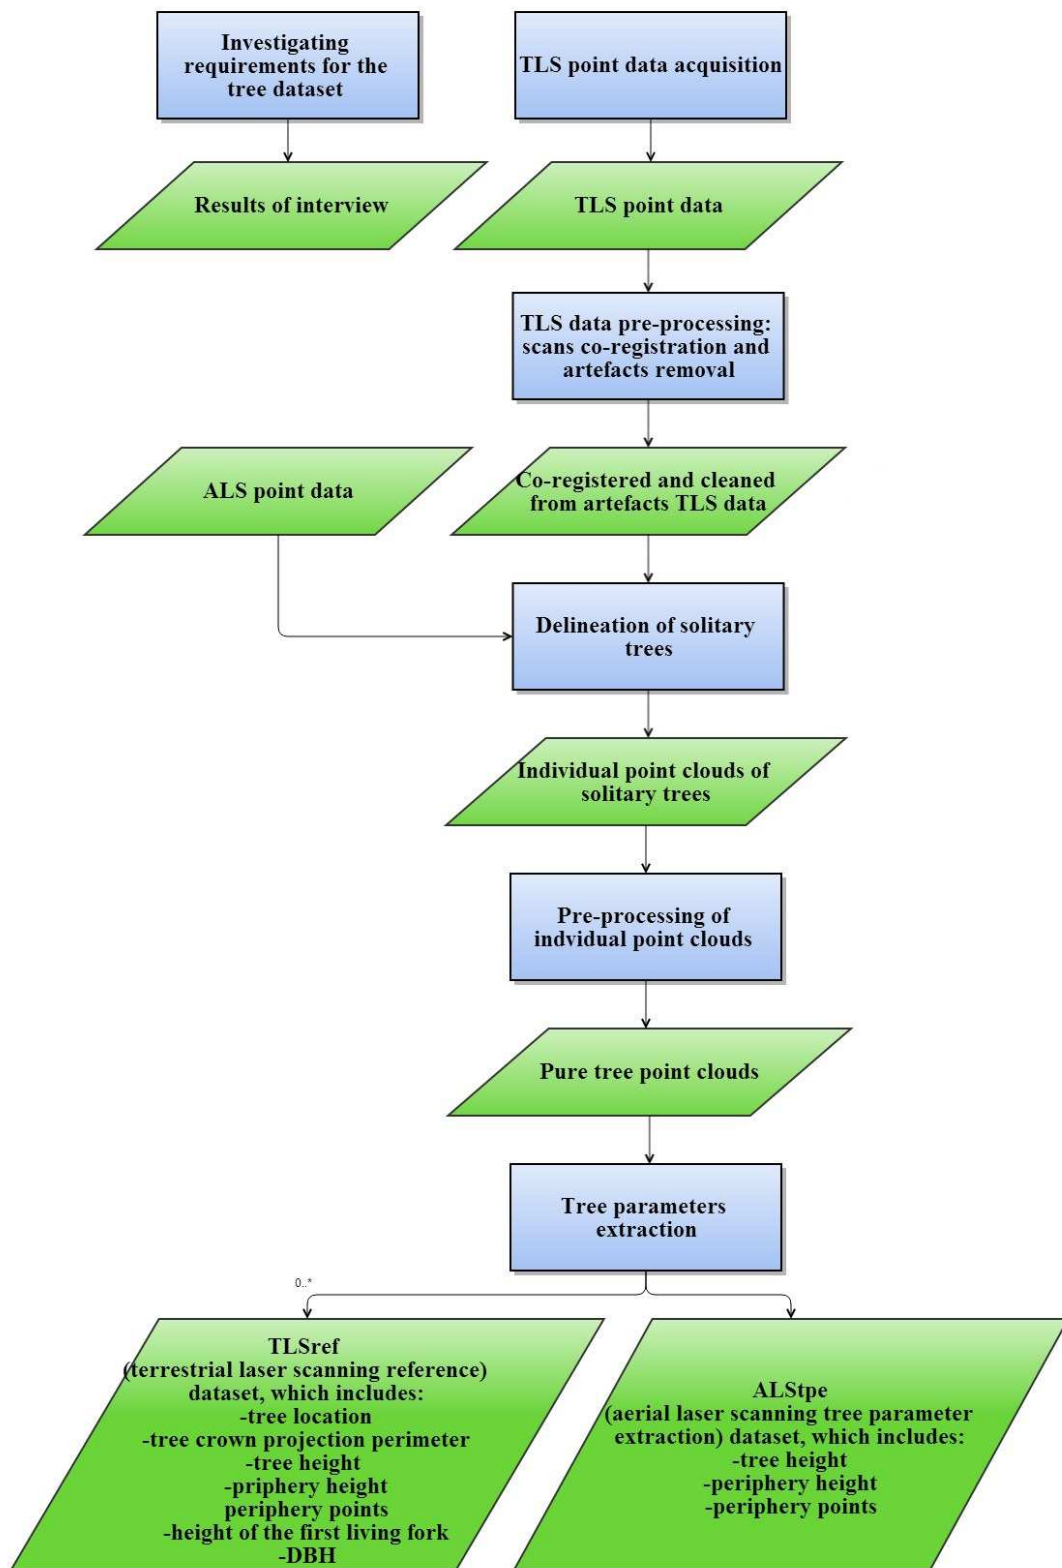 Investigating
requirements for the
tree dataset
TLS point data acquisition
Results of interview
TLS point data
TLS data pre-processing:
scans co-registration and
artefacts removal
ALS point data
Co-registered and cleaned
from artefacts TLS data
Delineation of solitary
trees
Individual point clouds of
solitary trees
Pre-processing of
indvidual point clouds
Pure tree point clouds
Tree parameters
extraction
0..*
TLSref
(terrestrial laser scanning reference)
dataset, which includes:
-tree location
-tree crown projection perimeter
-tree height
-priphery height
periphery points
-height of the first living fork
-DBH
ALStpe
(aerial laser scanning tree parameter
extraction) dataset, which includes:
-tree height
-periphery height
-periphery points